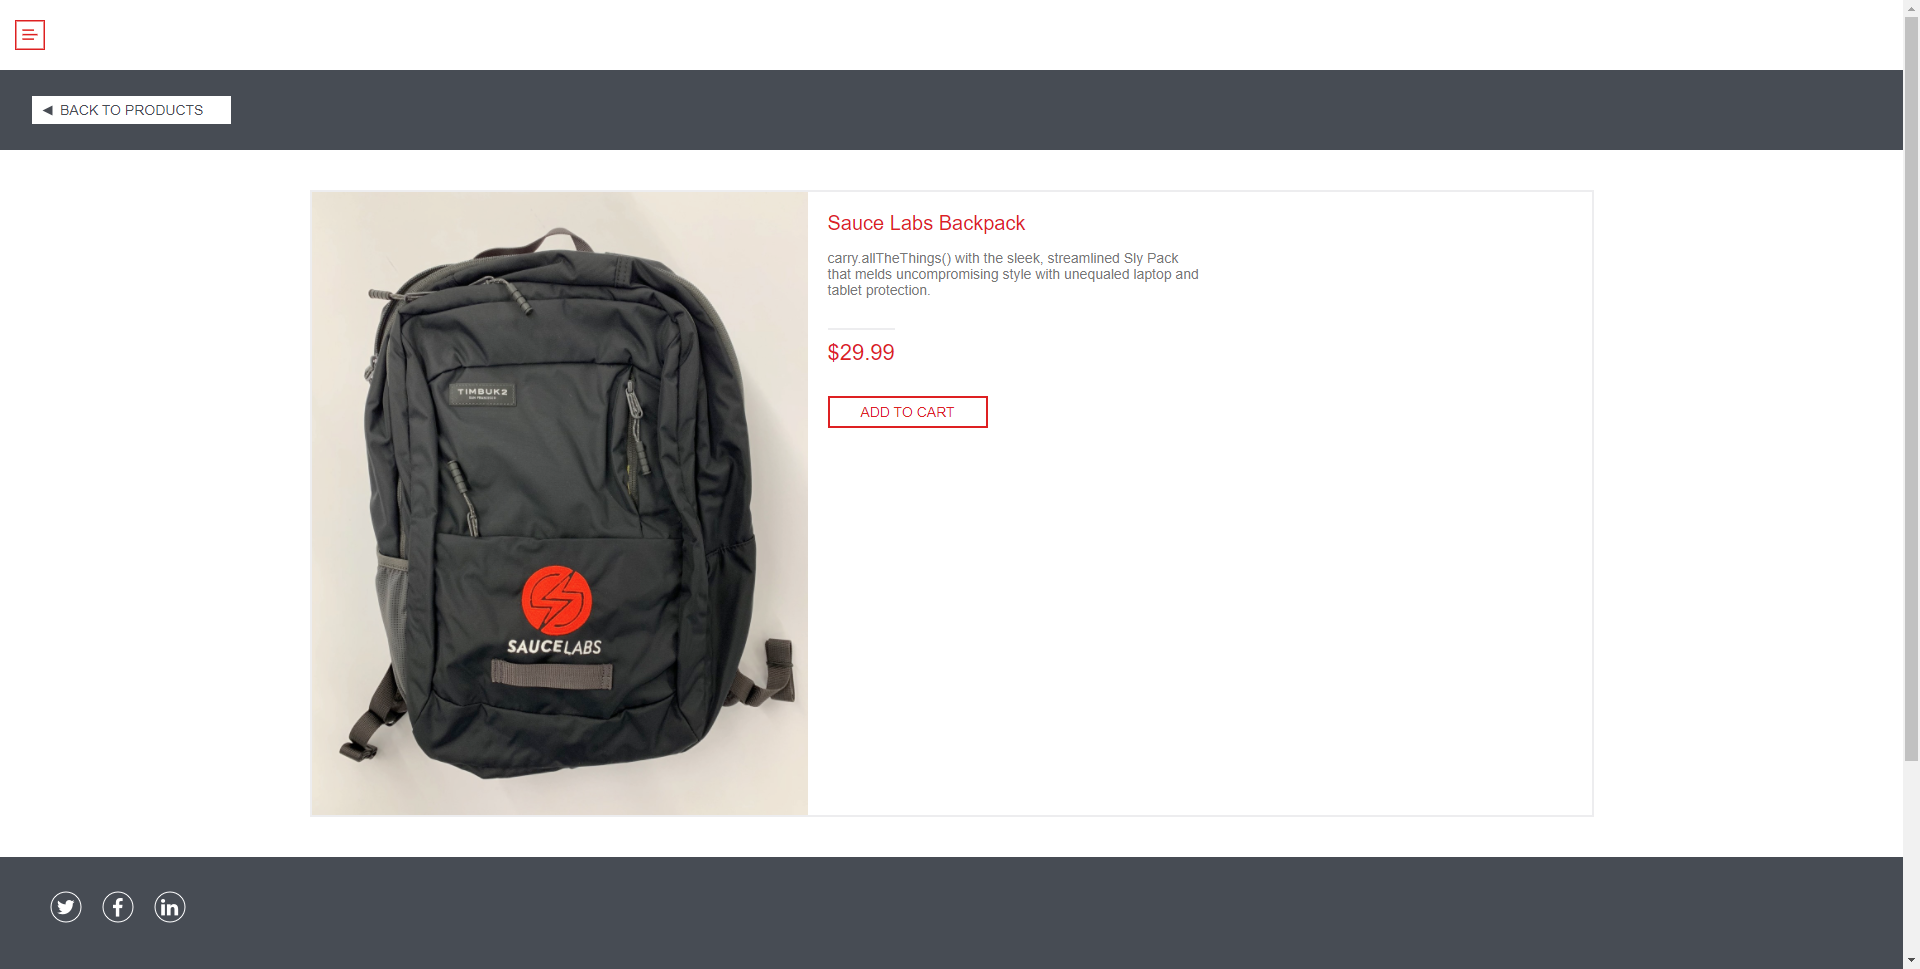 ◄ BACK TO PRODUCTS
Sauce Labs Backpack
carry.allTheThings() with the sleek, streamlined Sly Pack
that melds uncompromising style with unequaled laptop and
tablet protection.
$29.99
ADD TO CART
TIMBUK2
SAUCELABS